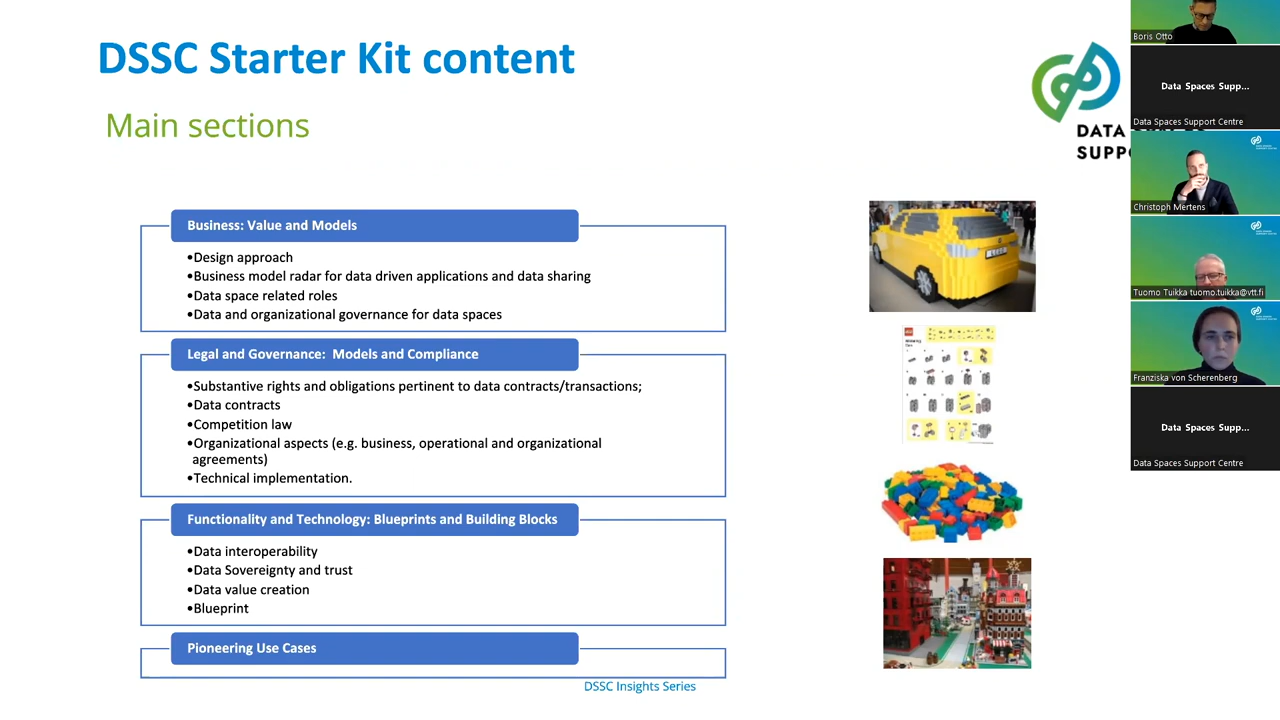 DSSC Starter Kit content
Main sections
Business: Value and Models
•Design approach
•Business model radar for data driven applications and data sharing
•Data space related roles
•Data and organizational governance for data spaces
Legal and Governance:  Models and Compliance
•Substantive rights and obligations pertinent to data contracts/transactions;
•Data contracts
•Competition law
•Organizational aspects (e.g. business, operational and organizational
agreements)
•Technical implementation.
Functionality and Technology: Blueprints and Building Blocks
•Data interoperability
•Data Sovereignty and trust
•Data value creation
•Blueprint
Pioneering Use Cases
DSSC Insights Series
DATA
Boris Otto
Data Spaces Supp...
Data Spaces Support Centre
Christoph Mertens
Tuomo Tuikka tuomo.tuikka@vtt.fi
Franziska von Scherenberg
Data Spaces Supp...
Data Spaces Support Centre